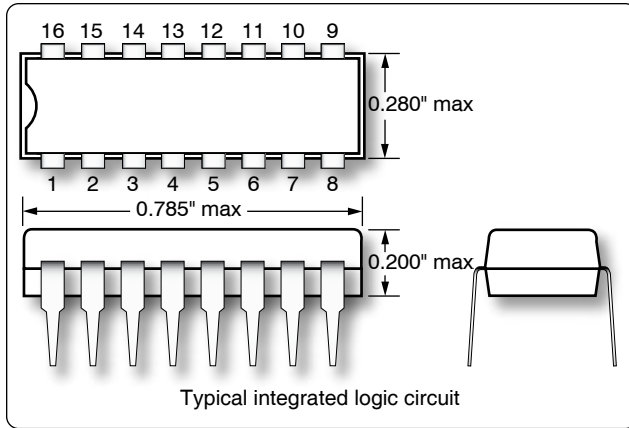 16 15 14 13 12 11 10 9
0.280" max
1 2 3 4 5 6 7 8
0.785" max
0.200" max
Typical integrated logic circuit